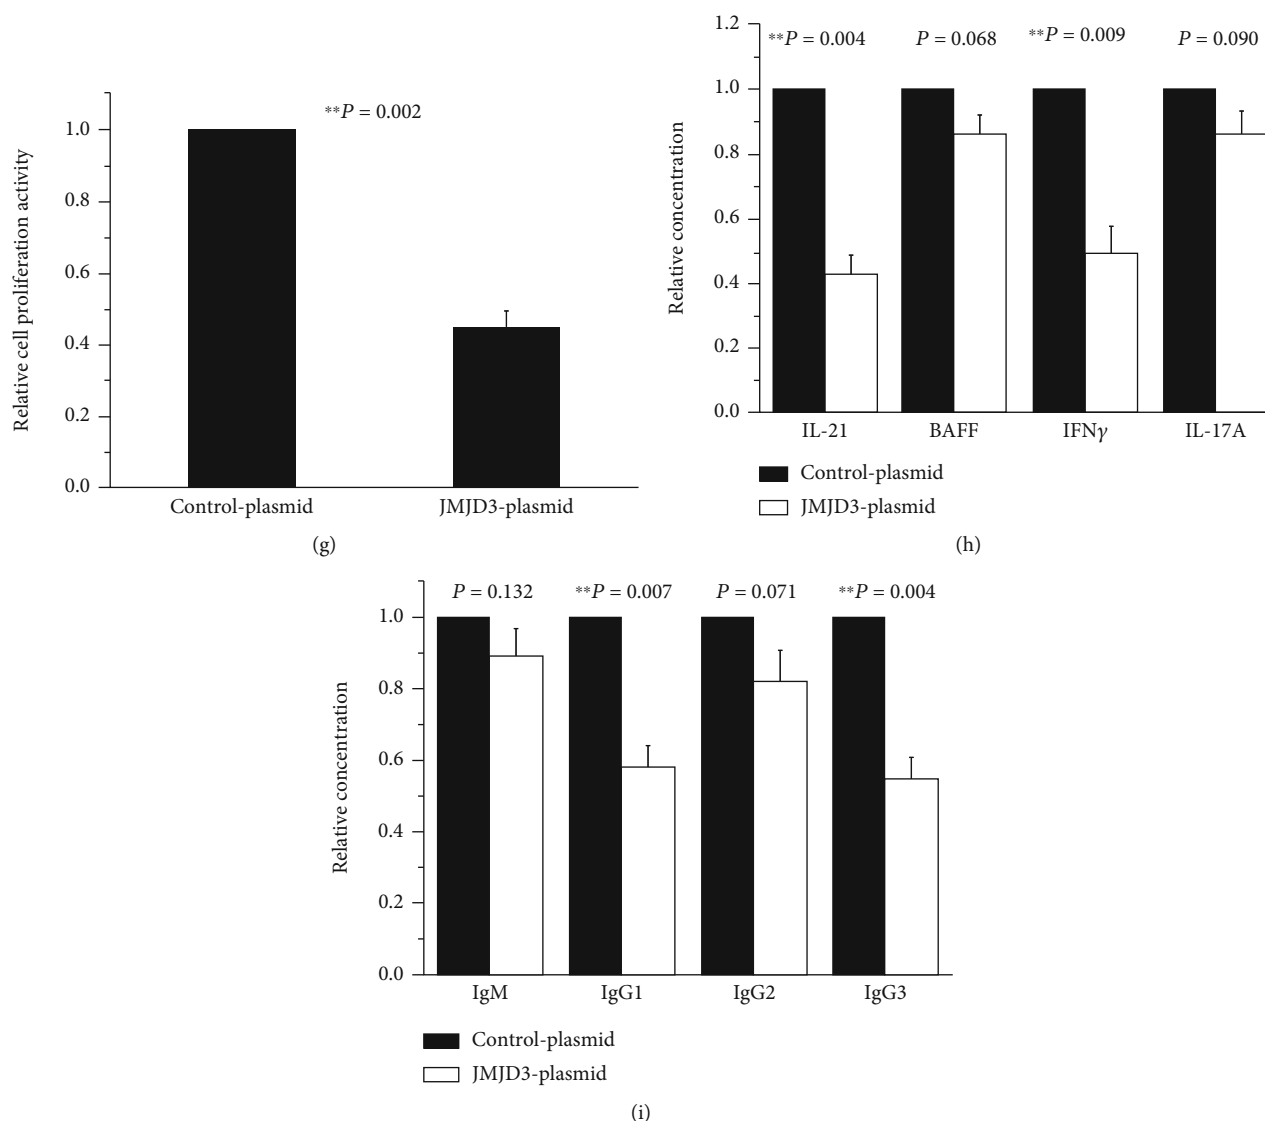 **P = 0.002
Relative cell proliferation activity
1.0
0.8
0.6
0.4
0.2
0.0
Control-plasmid JMJD3-plasmid
(g)
**P = 0.004 P = 0.068 **P = 0.009 P = 0.090
Relative concentration
1.2
1.0
0.8
0.6
0.4
0.2
0.0
IL-21 BAFF IFNγ IL-17A
Control-plasmid
JMJD3-plasmid
(h)
P = 0.132 **P = 0.007 P = 0.071 **P = 0.004
Relative concentration
1.0
0.8
0.6
0.4
0.2
0.0
IgM IgG1 IgG2 IgG3
Control-plasmid
JMJD3-plasmid
(i)